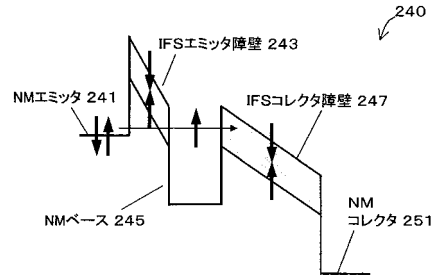 240
IFSエミッタ障壁 243
NMエミッタ 241
IFSコレクタ障壁 247
NMベース 245
NM
コレクタ 251